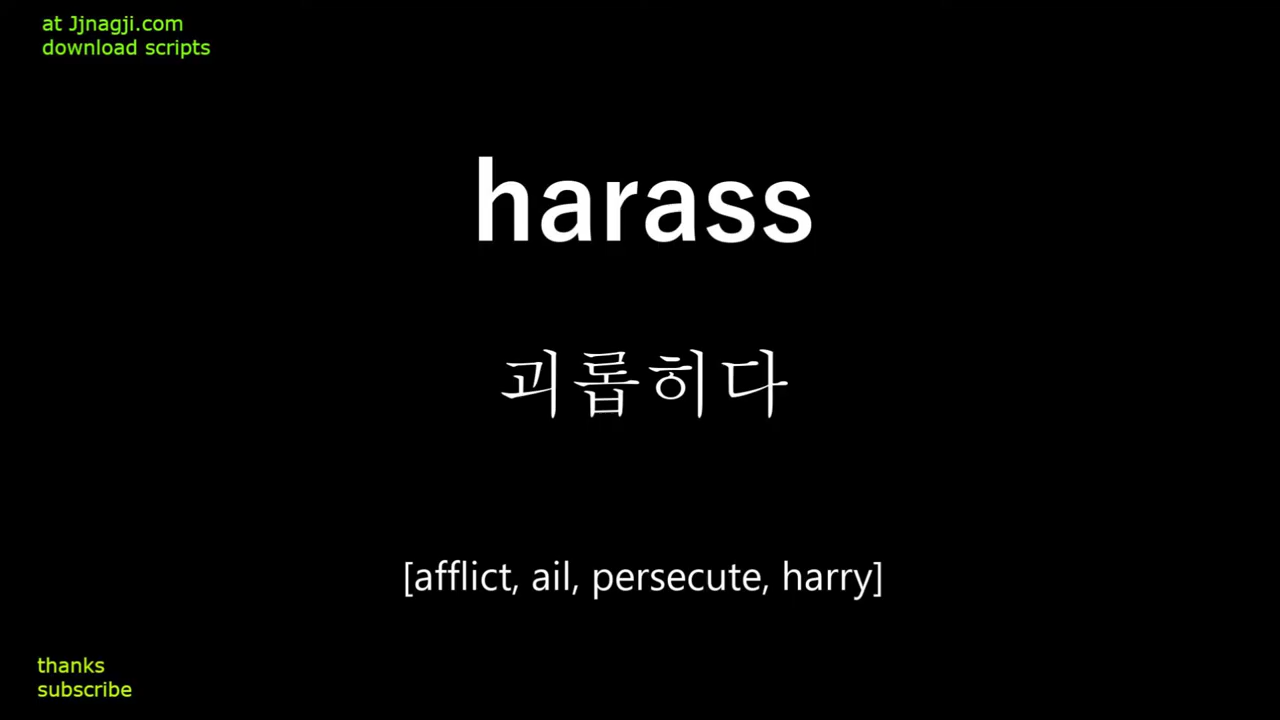 at Jjnagji.com
download scripts
harass
괴롭히다
[afflict, ail, persecute, harry]
thanks
subscribe